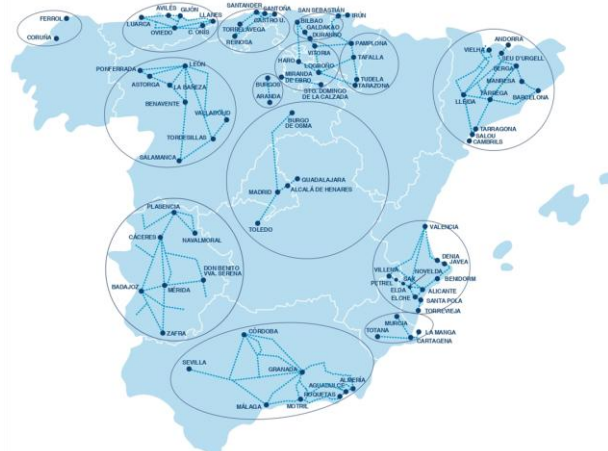 FERROL
CORUÑA
AVILÉS
GIJÓN
LLANES
LUARCA
OVIEDO
C. ONIS
SANTANDER
SANTOÑA
CASTRO U.
TORRELAVEGA
REINOSA
SAN SEBASTIÁN
IRÚN
BILBAO
GALDAKAO
DURANGO
VITORIA
PAMPLONA
TAFALLA
HARO
LOGROÑO
MIRANDA
DE EBRO
TUDELA
TARAZONA
STO. DOMINGO
DE LA CALZADA
BURGOS
ARANDA
LEÓN
PONFERRADA
ASTORGA
LA BAÑEZA
BENAVENTE
VALLADOLID
TORDESILLAS
SALAMANCA
ANDORRA
VIELHA
SEU D'URGELL
BERGA
MANRESA
BARCELONA
LLEIDA
TÀRREGA
TARRAGONA
SALOU
CAMBRILS
BURGO
DE OSMA
GUADALAJARA
ALCALÁ DE HENARES
MADRID
TOLEDO
PLASENCIA
CÁCERES
NAVALMORAL
DON BENITO
VVA. SERENA
BADAJOZ
MÉRIDA
ZAFRA
VALENCIA
DENIA
JAVEA
VILLENA
NOVELDA
BENIDORM
PETREL
SAX
ELDA
ALICANTE
ELCHE
SANTA POLA
TORREVIEJA
MURCIA
TOTANA
LA MANGA
CARTAGENA
CÓRDOBA
SEVILLA
GRANADA
ALMERÍA
AGUADULCE
ROQUETAS
MÁLAGA
MOTRIL